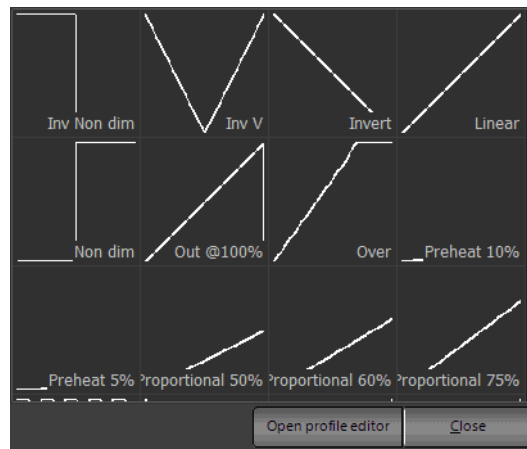 Inv Non dim
Inv V
Invert
Linear
Non dim
Out @100%
Over
Preheat 10%
Preheat 5%
Proportional 50%
Proportional 60%
Proportional 75%
Open profile editor
Close